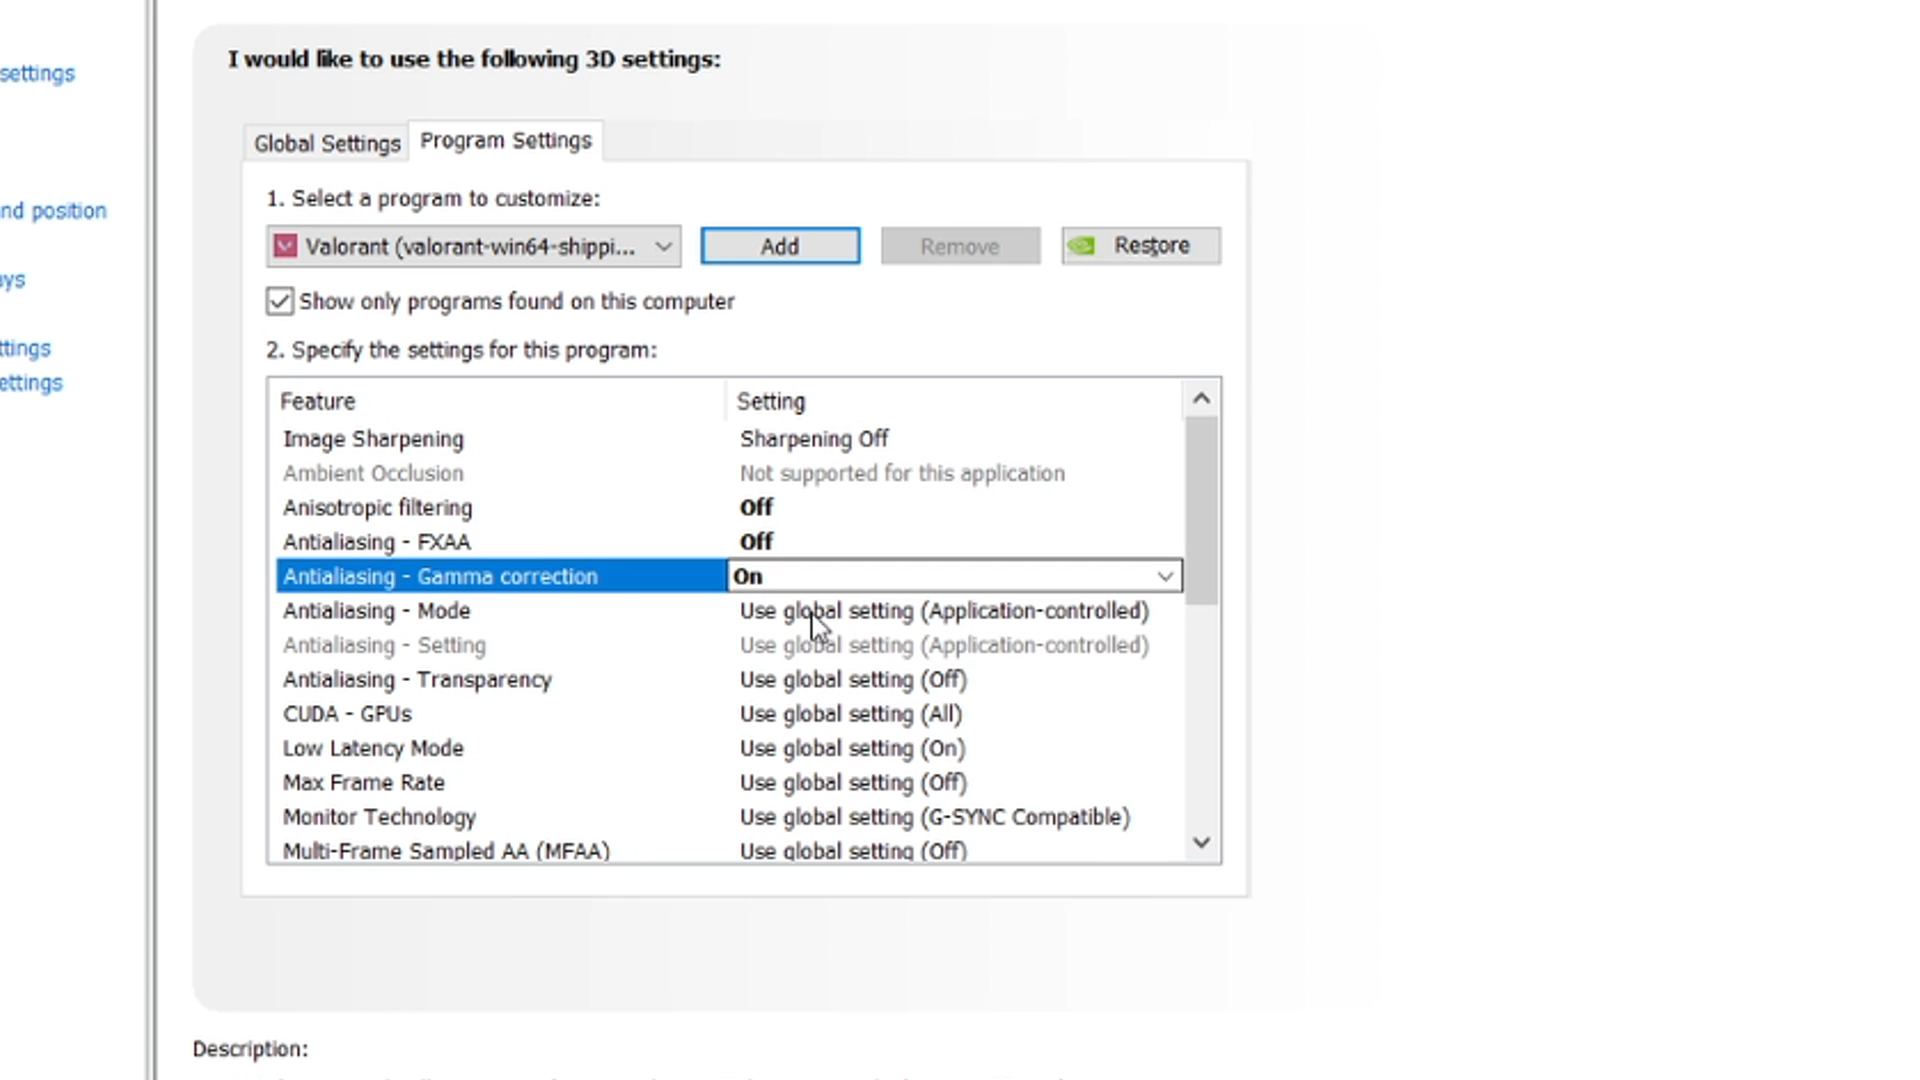 I would like to use the following 3D settings:
settings
Global Settings
Program Settings
1. Select a program to customize:
nd position
Valorant (valorant-win64-shippi...
Add
Remove
Restore
ays
Show only programs found on this computer
2. Specify the settings for this program:
ttings
ettings
Feature Setting
Image Sharpening Sharpening Off
Ambient Occlusion Not supported for this application
Anisotropic filtering Off
Antialiasing - FXAA Off
Antialiasing - Gamma correction On
Antialiasing - Mode Use global setting (Application-controlled)
Antialiasing - Setting Use global setting (Application-controlled)
Antialiasing - Transparency Use global setting (Off)
CUDA - GPUs Use global setting (All)
Low Latency Mode Use global setting (On)
Max Frame Rate Use global setting (Off)
Monitor Technology Use global setting (G-SYNC Compatible)
Multi-Frame Sampled AA (MFAA) Use global setting (Off)
Description: